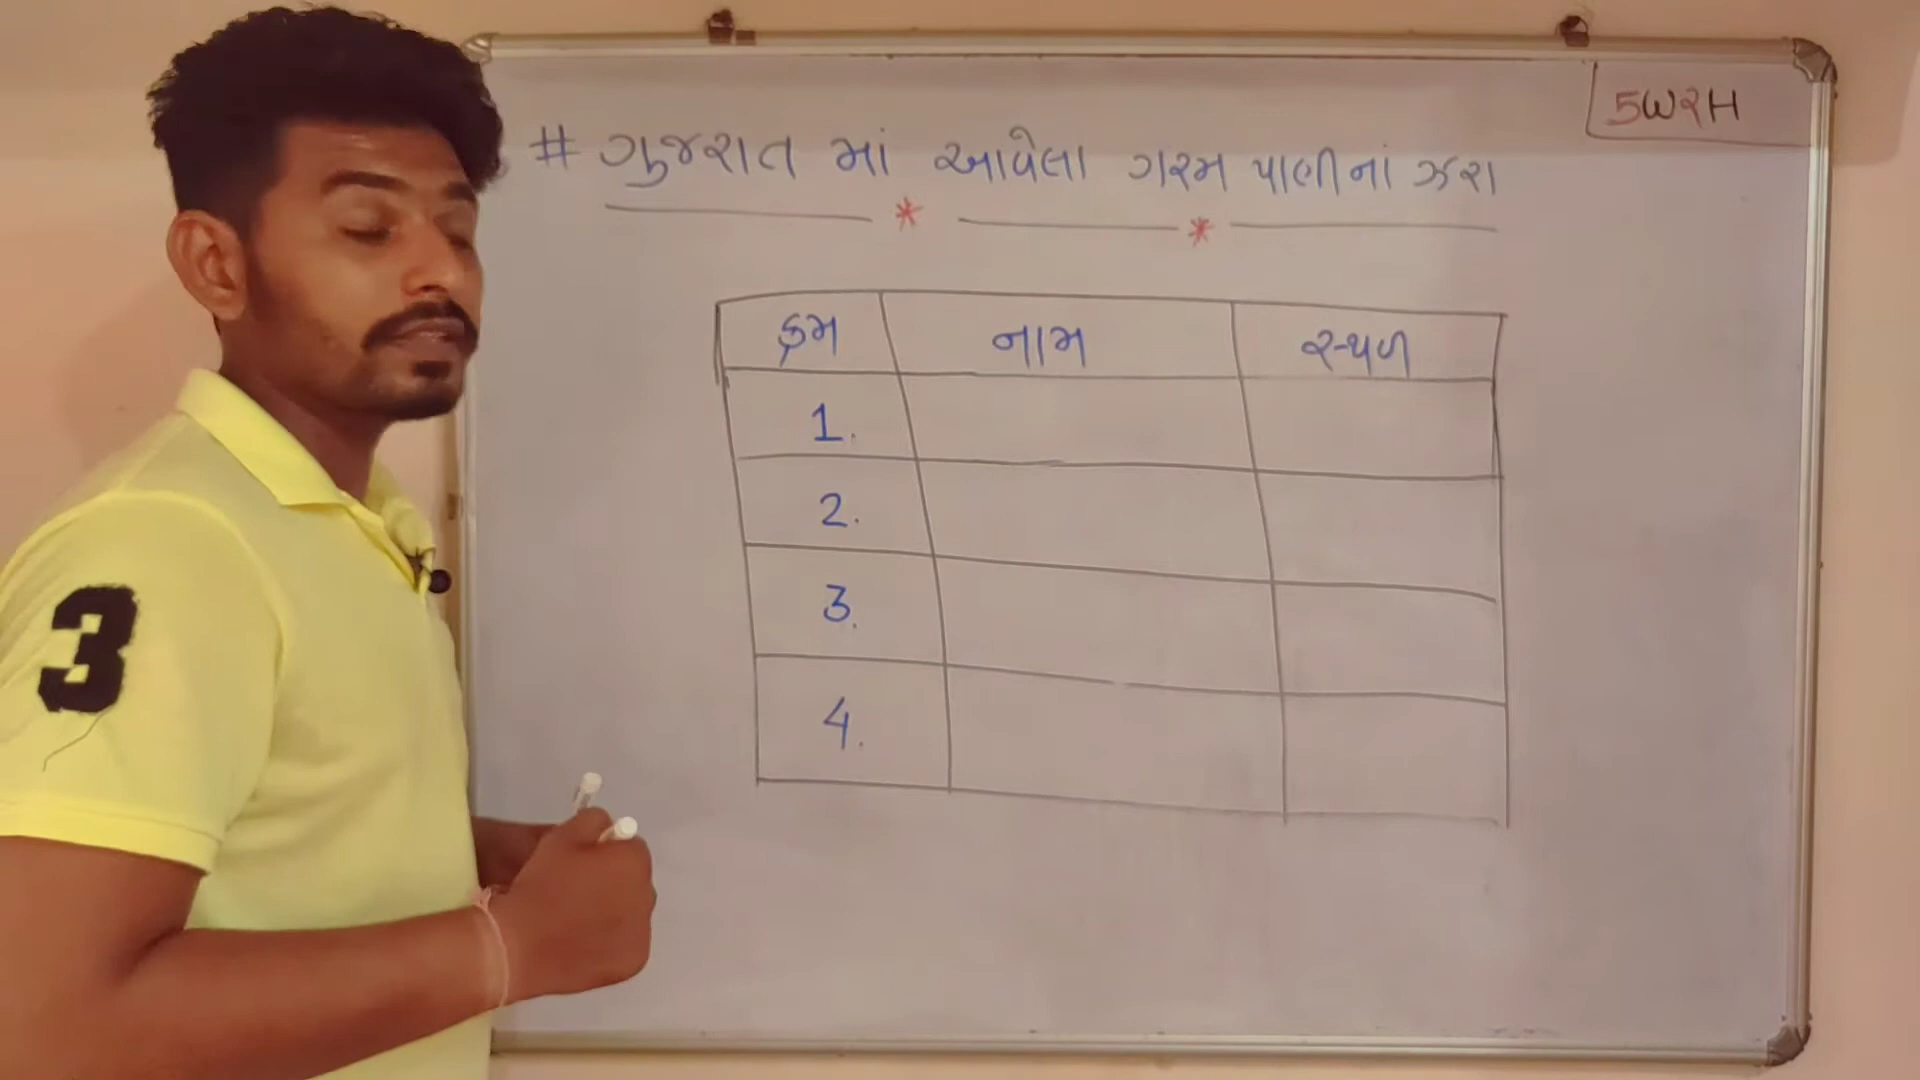 5W2H
# ગુજરાત માં આવેલા ગરમ પાણીનાં ઝરા
* *
ક્રમ નામ સ્થળ
1.
2.
3.
4.
3